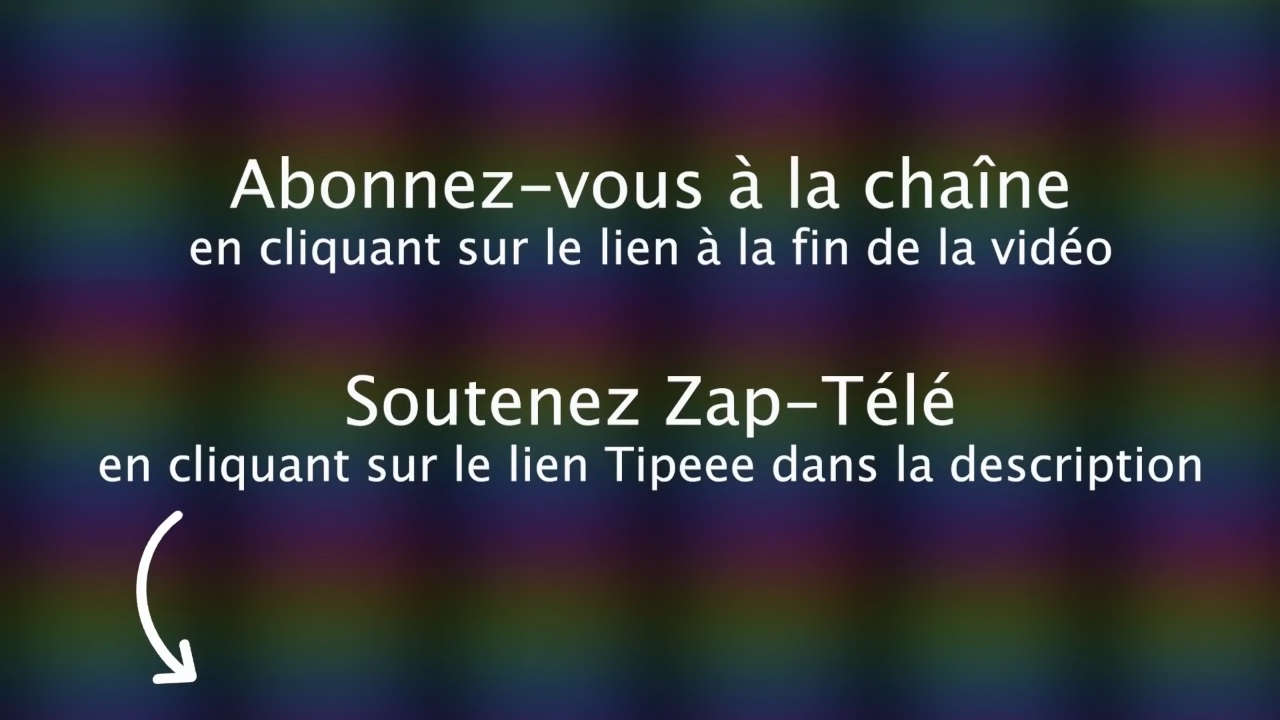 Abonnez-vous à la chaîne
en cliquant sur le lien à la fin de la vidéo
Soutenez Zap-Télé
en cliquant sur le lien Tipeee dans la description